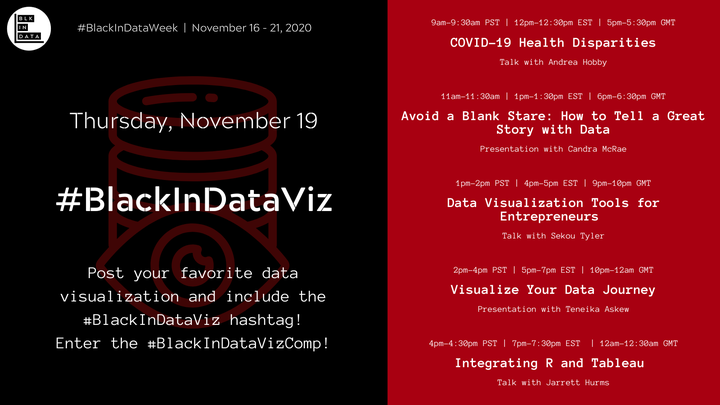 BLK
IN
DATA
#BlackInDataWeek | November 16 - 21, 2020
Thursday, November 19
#BlackInDataViz
Post your favorite data
visualization and include the
#BlackInDataViz hashtag!
Enter the #BlackInDataVizComp!
9am-9:30am PST | 12pm-12:30pm EST | 5pm-5:30pm GMT
COVID-19 Health Disparities
Talk with Andrea Hobby
11am-11:30am | 1pm-1:30pm EST | 6pm-6:30pm GMT
Avoid a Blank Stare: How to Tell a Great
Story with Data
Presentation with Candra McRae
1pm-2pm PST | 4pm-5pm EST | 9pm-10pm GMT
Data Visualization Tools for
Entrepreneurs
Talk with Sekou Tyler
2pm-4pm PST | 5pm-7pm EST | 10pm-12am GMT
Visualize Your Data Journey
Presentation with Teneika Askew
4pm-4:30pm PST | 7pm-7:30pm EST | 12am-12:30am GMT
Integrating R and Tableau
Talk with Jarrett Hurms